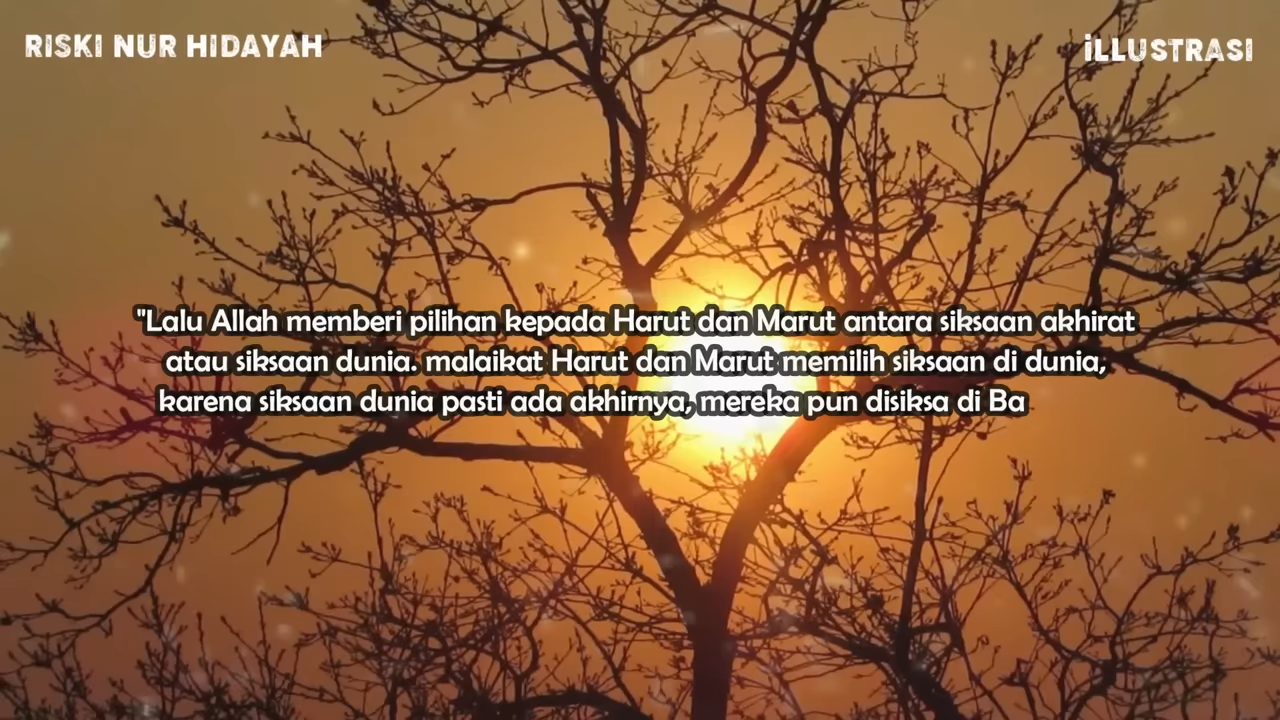 RISKI NUR HIDAYAH
ILLUSTRASI
"Lalu Allah memberi pilihan kepada Harut dan Marut antara siksaan akhirat
atau siksaan dunia. malaikat Harut dan Marut memilih siksaan di dunia,
karena siksaan dunia pasti ada akhirnya, mereka pun disiksa di Ba